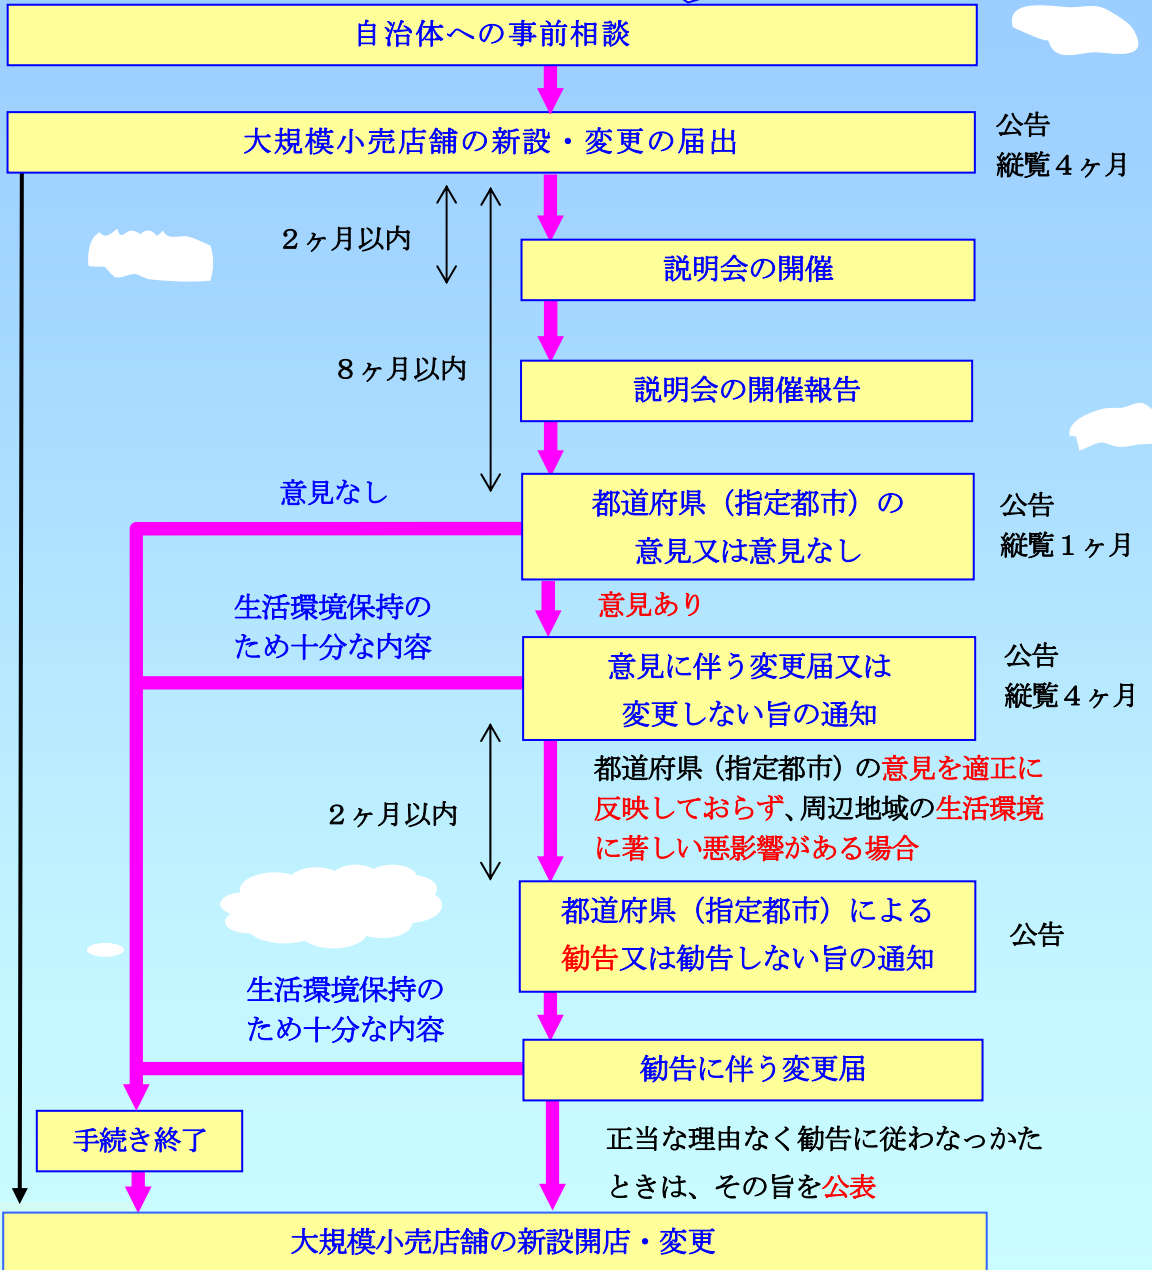 自治体への事前相談
大規模小売店舗の新設・変更の届出
公告
縦覧４ヶ月
２ヶ月以内
説明会の開催
８ヶ月以内
説明会の開催報告
意見なし
都道府県（指定都市）の
意見又は意見なし
公告
縦覧１ヶ月
意見あり
生活環境保持の
ため十分な内容
意見に伴う変更届又は
変更しない旨の通知
公告
縦覧４ヶ月
２ヶ月以内
都道府県（指定都市）の意見を適正に
反映しておらず、周辺地域の生活環境
に著しい悪影響がある場合
都道府県（指定都市）による
勧告又は勧告しない旨の通知
公告
生活環境保持の
ため十分な内容
勧告に伴う変更届
手続き終了
正当な理由なく勧告に従わなっかた
ときは、その旨を公表
大規模小売店舗の新設開店・変更